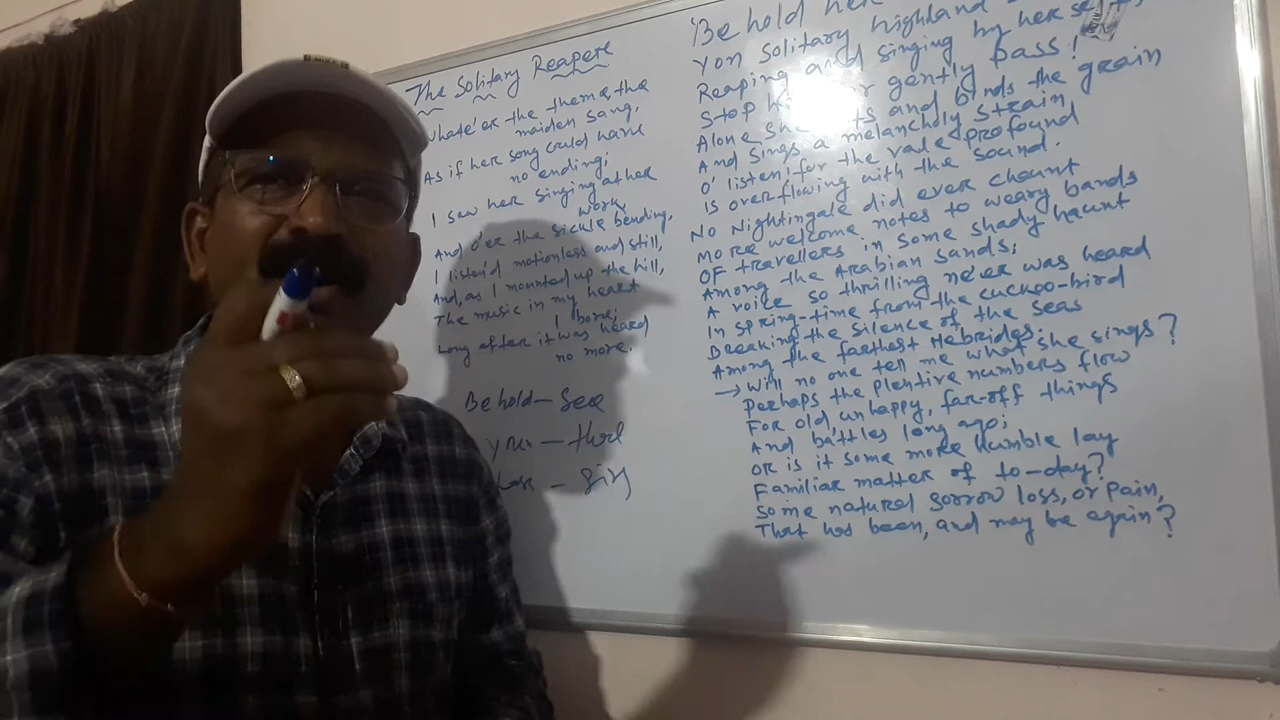 The Solitary Reaper
Whate'er the theme, the
maiden sang,
As if her song could have
no ending;
I saw her singing at her
work,
And o'er the sickle bending,
I listen'd motionless and still,
And, as I mounted up the hill,
The music in my heart
I bore;
Long after it was heard
no more.
Behold - See
Behold her
yon solitary highland
Reaping and singing by herself,
Stop or gently pass!
Alone she and binds the grain
And sings a melancholy strain
O' listen! for the vale profound
is overflowing with the sound.
No Nightingale did ever chaunt
more welcome notes to weary bands
OF travellers in some shady haunt
Among the Arabian sands;
A voice so thrilling ne'er was heard
In spring-time from the cuckoo-bird
Breaking the silence of the seas
Among the farthest Hebrides.
→ Will no one tell me what she sings?
Perhaps the plentive numbers flow
For old, unhappy, far-off things
And battles long ago;
or is it some more humble lay
Familiar matter of to-day?
Some natural sorrow loss, or pain,
That has been, and may be again?